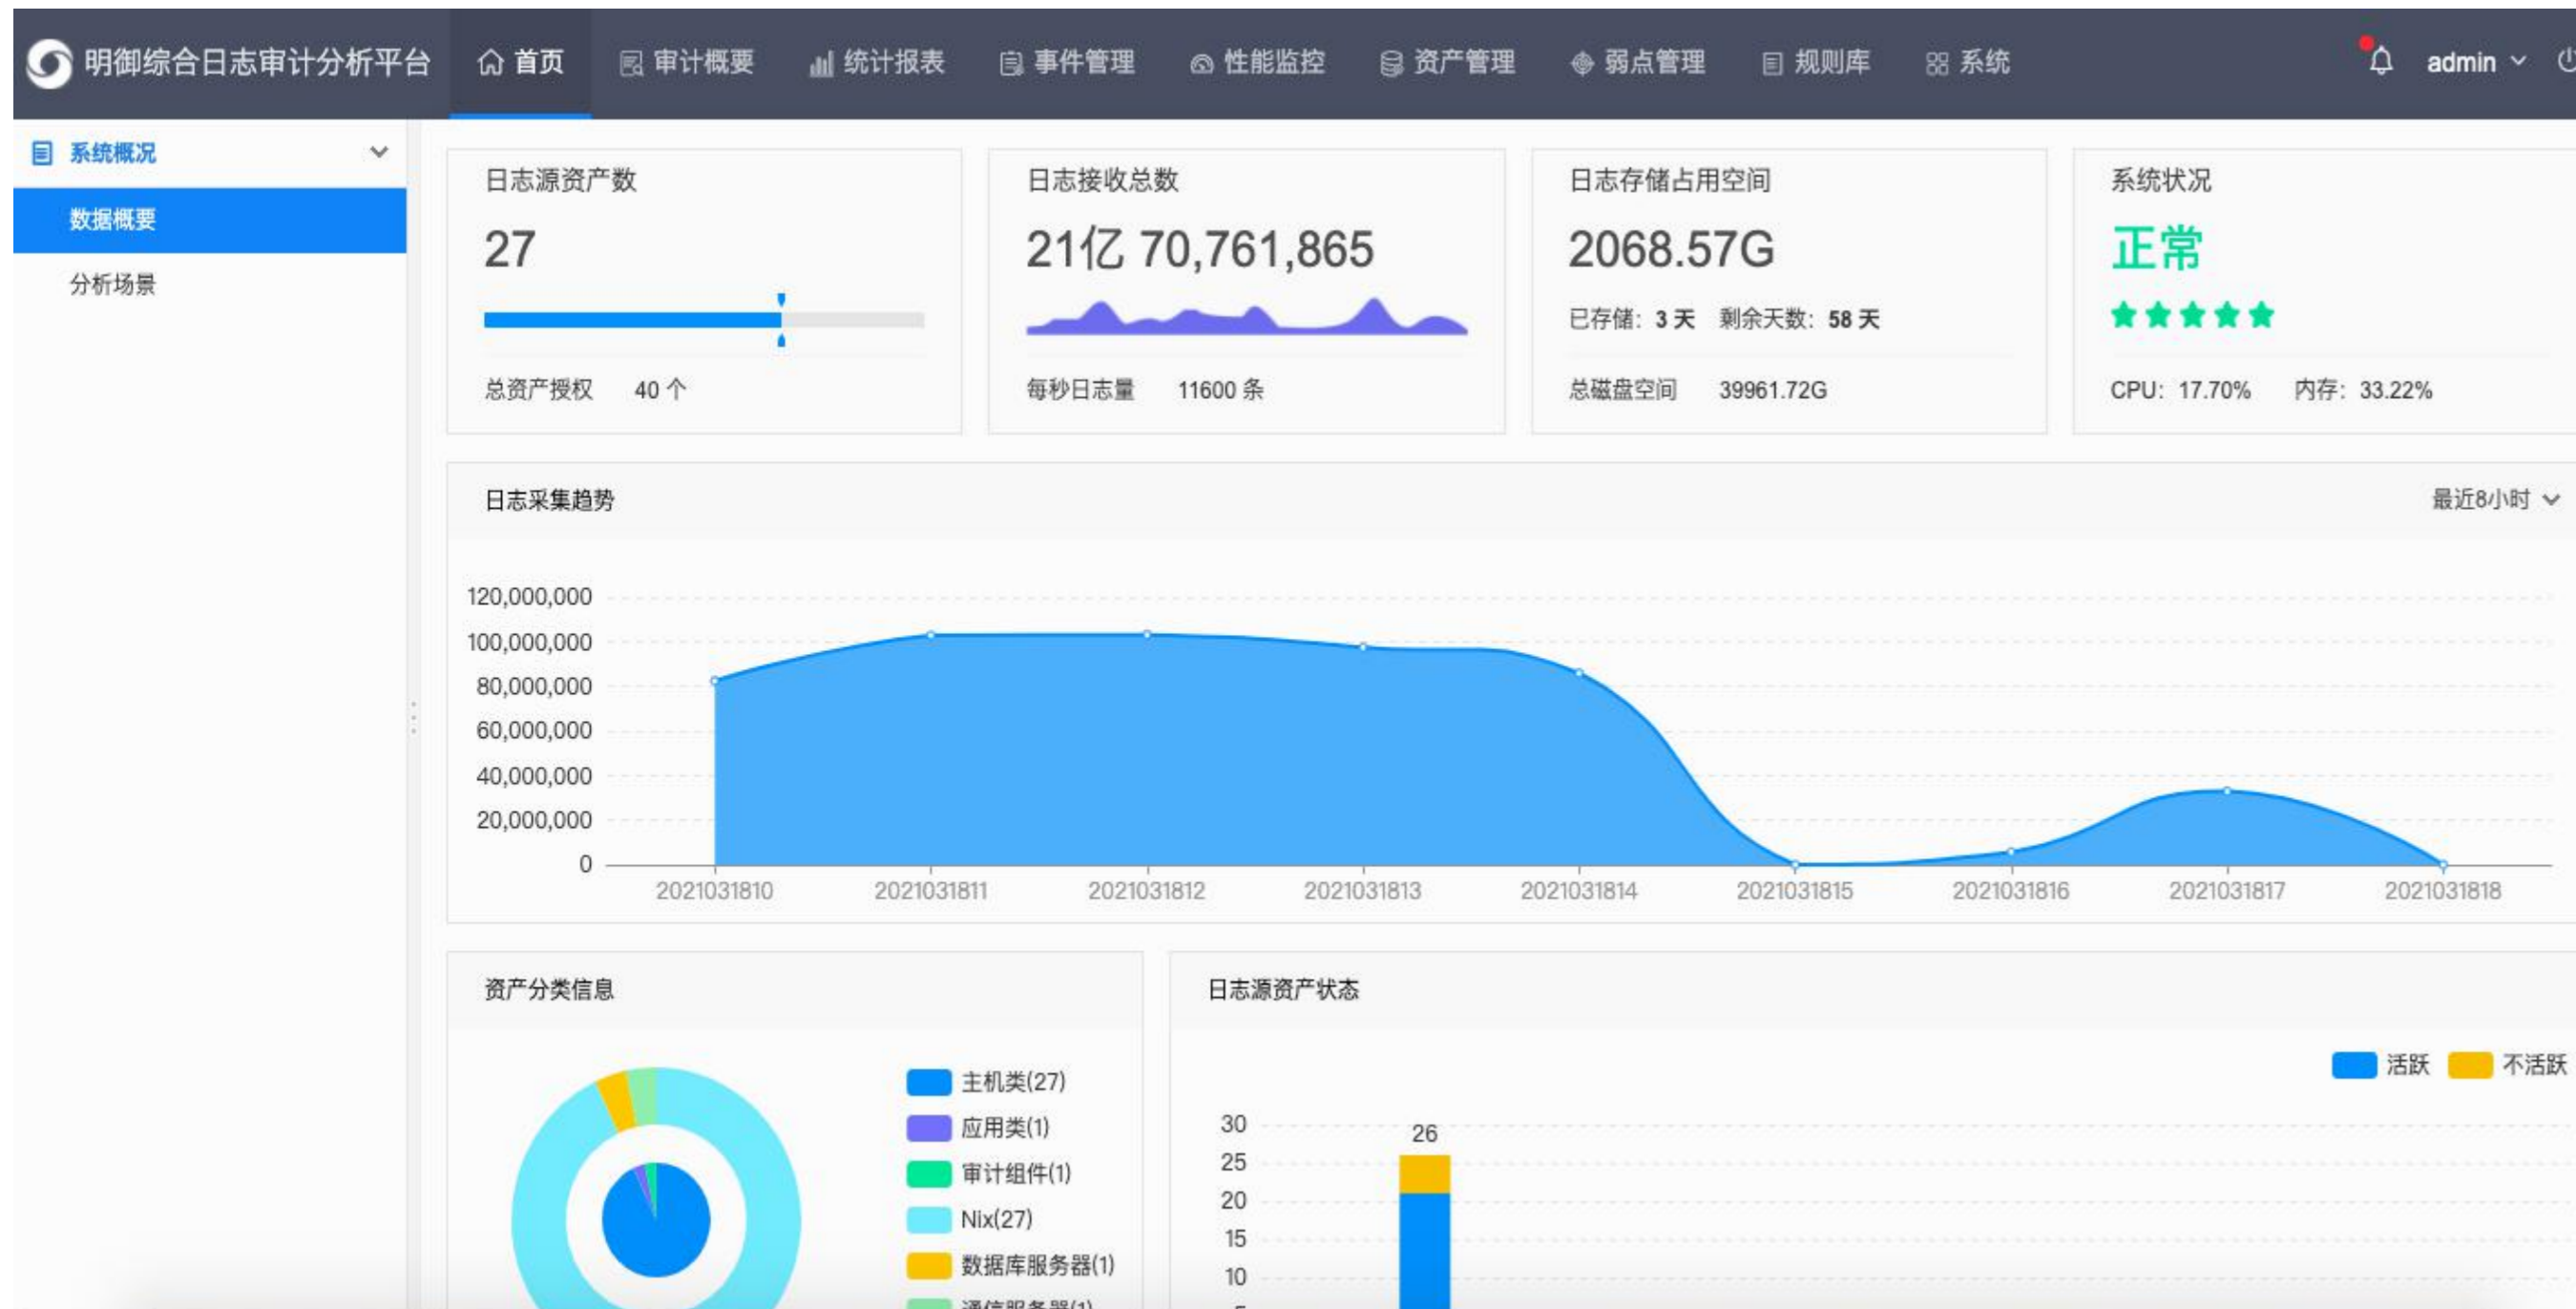 明御综合日志审计分析平台 首页 审计概要 统计报表 事件管理 性能监控 资产管理 弱点管理 规则库 系统 admin
系统概况
数据概要
分析场景
日志源资产数
27
总资产授权 40 个
日志接收总数
21亿 70,761,865
每秒日志量 11600 条
日志存储占用空间
2068.57G
已存储: 3 天 剩余天数: 58 天
总磁盘空间 39961.72G
系统状况
正常
CPU: 17.70% 内存: 33.22%
日志采集趋势 最近8小时
120,000,000
100,000,000
80,000,000
60,000,000
40,000,000
20,000,000
0
2021031810 2021031811 2021031812 2021031813 2021031814 2021031815 2021031816 2021031817 2021031818
资产分类信息
主机类(27)
应用类(1)
审计组件(1)
Nix(27)
数据库服务器(1)
通信服务器(1)
日志源资产状态
活跃 不活跃
30
25
20
15
10
26